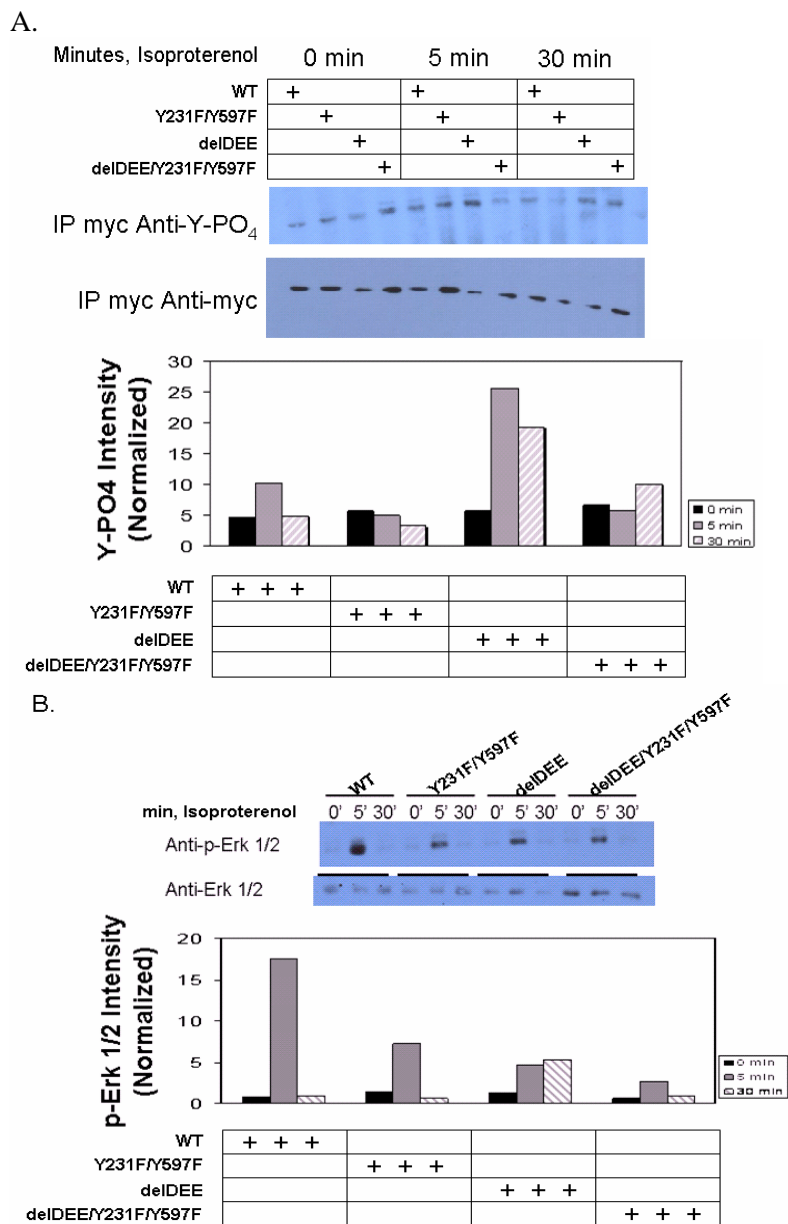 A.
Minutes, Isoproterenol 0 min 5 min 30 min
WT + + +
Y231F/Y597F + + +
delDEE + + +
delDEE/Y231F/Y597F + + +
IP myc Anti-Y-PO4
IP myc Anti-myc
Y-PO4 Intensity
(Normalized)
30
25
20
15
10
5
0
0 min
5 min
30 min
WT + + +
Y231F/Y597F + + +
delDEE + + +
delDEE/Y231F/Y597F + + +
B.
WT Y231F/Y597F delDEE delDEE/Y231F/Y597F
min, Isoproterenol 0' 5' 30' 0' 5' 30' 0' 5' 30' 0' 5' 30'
Anti-p-Erk 1/2
Anti-Erk 1/2
p-Erk 1/2 Intensity
(Normalized)
20
15
10
5
0
0 min
5 min
30 min
WT + + +
Y231F/Y597F + + +
delDEE + + +
delDEE/Y231F/Y597F + + +